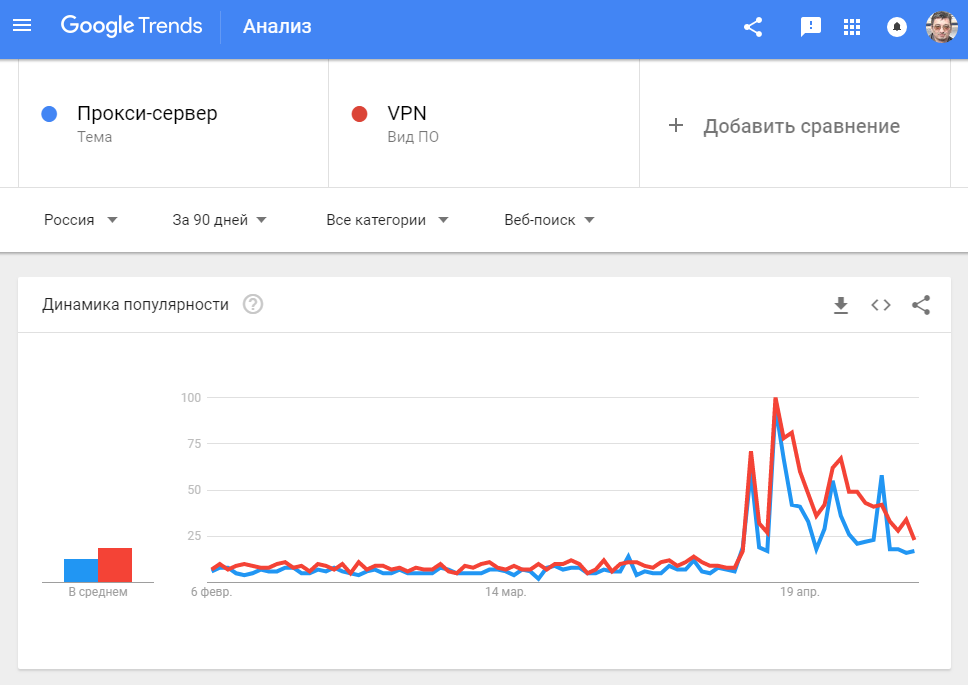 Google Trends Анализ
Прокси-сервер
Тема
VPN
Вид ПО
+ Добавить сравнение
Россия За 90 дней Все категории Веб-поиск
Динамика популярности ?
100
75
50
25
В среднем
6 февр. 14 мар. 19 апр.